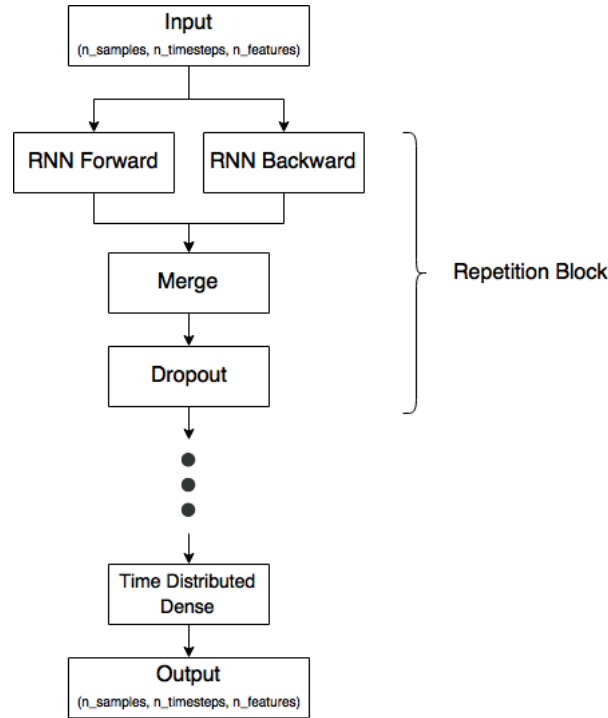 Input
(n_samples, n_timesteps, n_features)
RNN Forward
RNN Backward
Merge
Repetition Block
Dropout
Time Distributed
Dense
Output
(n_samples, n_timesteps, n_features)